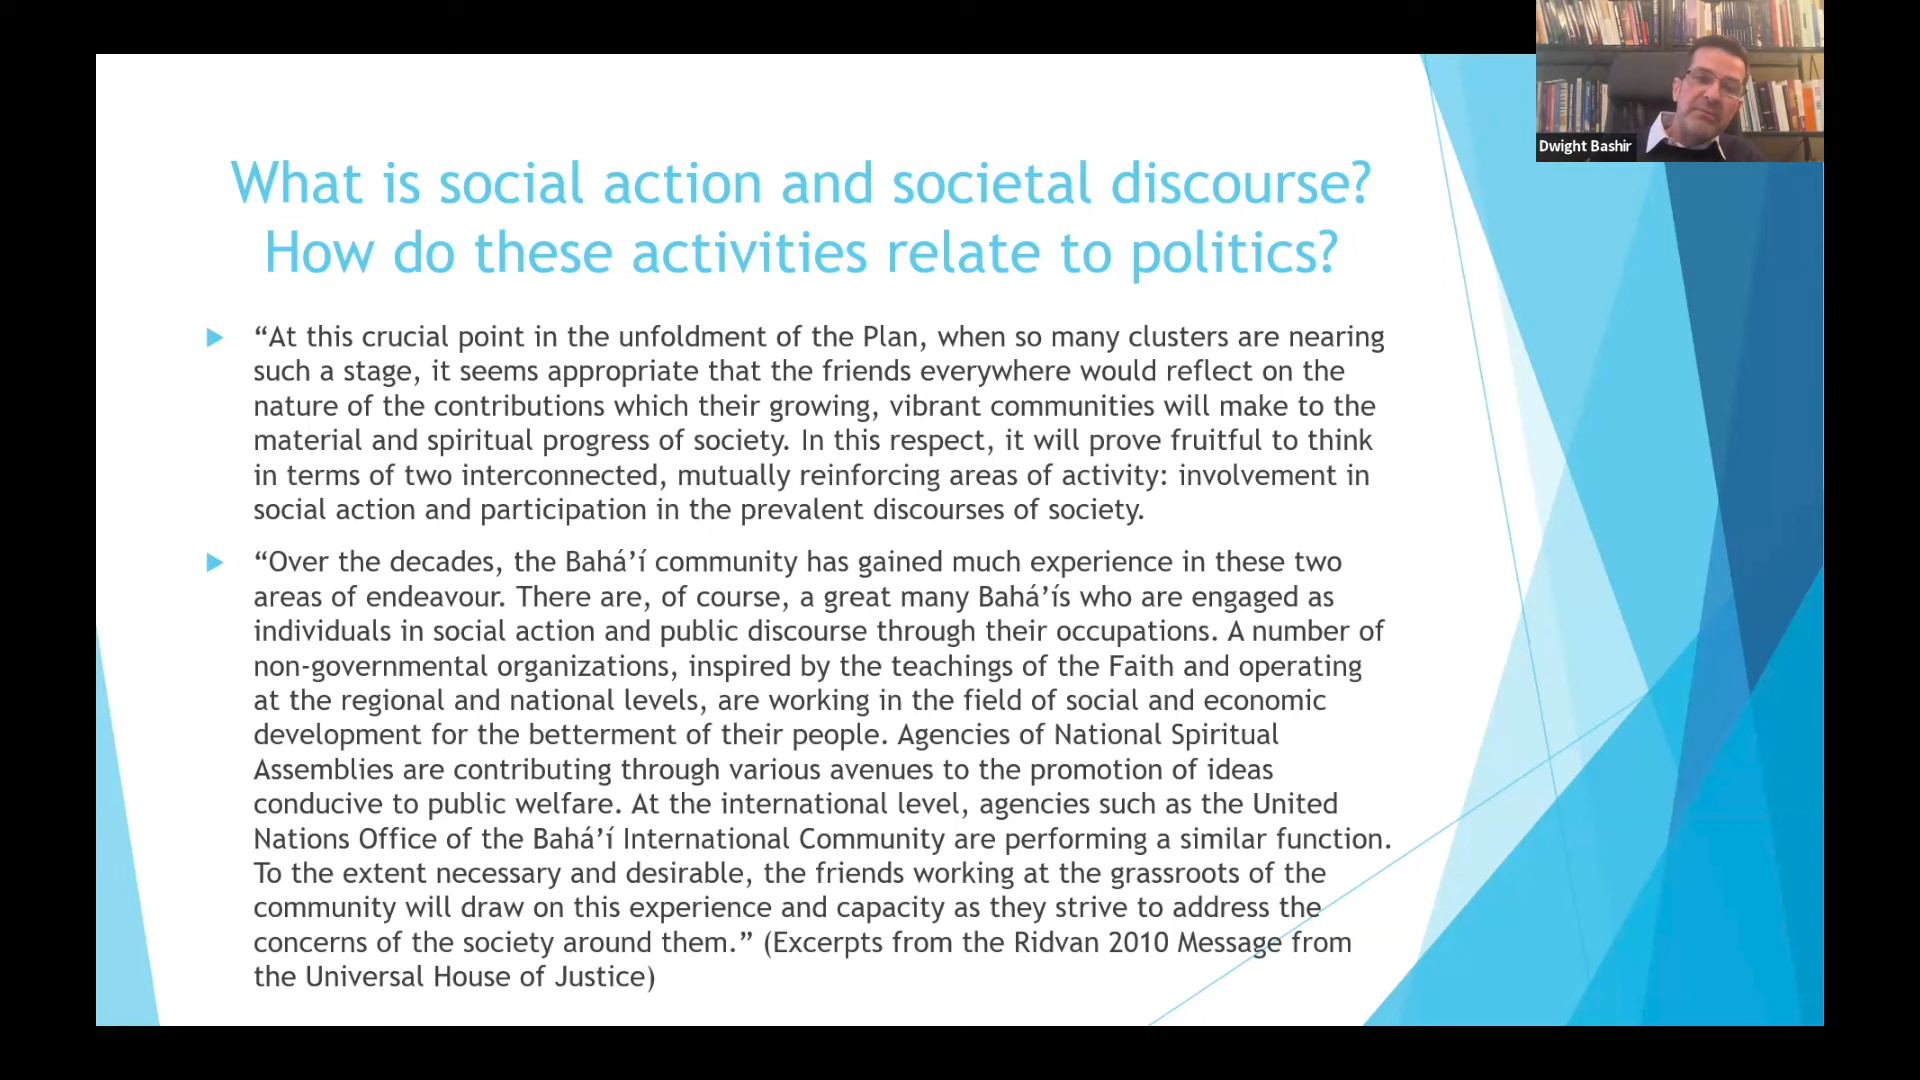 Dwight Bashir
What is social action and societal discourse?
How do these activities relate to politics?
“At this crucial point in the unfoldment of the Plan, when so many clusters are nearing
such a stage, it seems appropriate that the friends everywhere would reflect on the
nature of the contributions which their growing, vibrant communities will make to the
material and spiritual progress of society. In this respect, it will prove fruitful to think
in terms of two interconnected, mutually reinforcing areas of activity: involvement in
social action and participation in the prevalent discourses of society.
“Over the decades, the Bahá’í community has gained much experience in these two
areas of endeavour. There are, of course, a great many Bahá’ís who are engaged as
individuals in social action and public discourse through their occupations. A number of
non-governmental organizations, inspired by the teachings of the Faith and operating
at the regional and national levels, are working in the field of social and economic
development for the betterment of their people. Agencies of National Spiritual
Assemblies are contributing through various avenues to the promotion of ideas
conducive to public welfare. At the international level, agencies such as the United
Nations Office of the Bahá’í International Community are performing a similar function.
To the extent necessary and desirable, the friends working at the grassroots of the
community will draw on this experience and capacity as they strive to address the
concerns of the society around them.” (Excerpts from the Ridvan 2010 Message from
the Universal House of Justice)